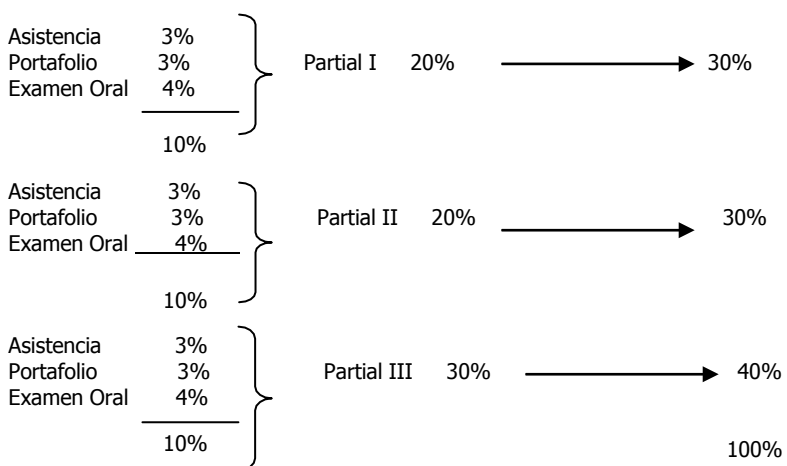 Asistencia 3%
Portafolio 3% Partial I 20% 30%
Examen Oral 4%
10%
Asistencia 3%
Portafolio 3% Partial II 20% 30%
Examen Oral 4%
10%
Asistencia 3%
Portafolio 3% Partial III 30% 40%
Examen Oral 4%
10%
100%